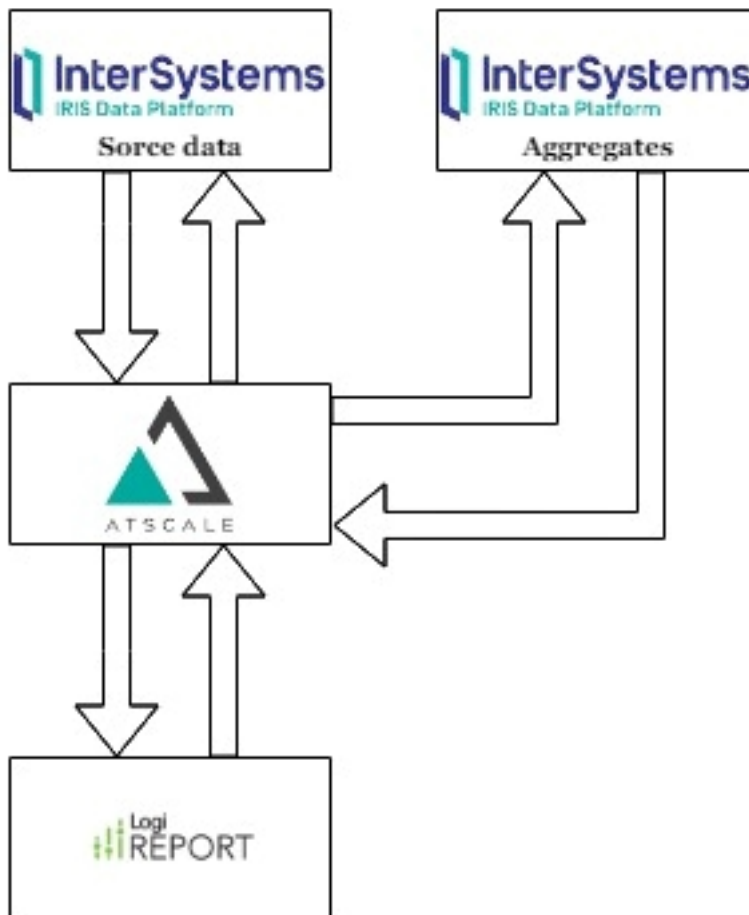 InterSystems
IRIS Data Platform
Sorce data
InterSystems
IRIS Data Platform
Aggregates
ATSCALE
Logi
REPORT